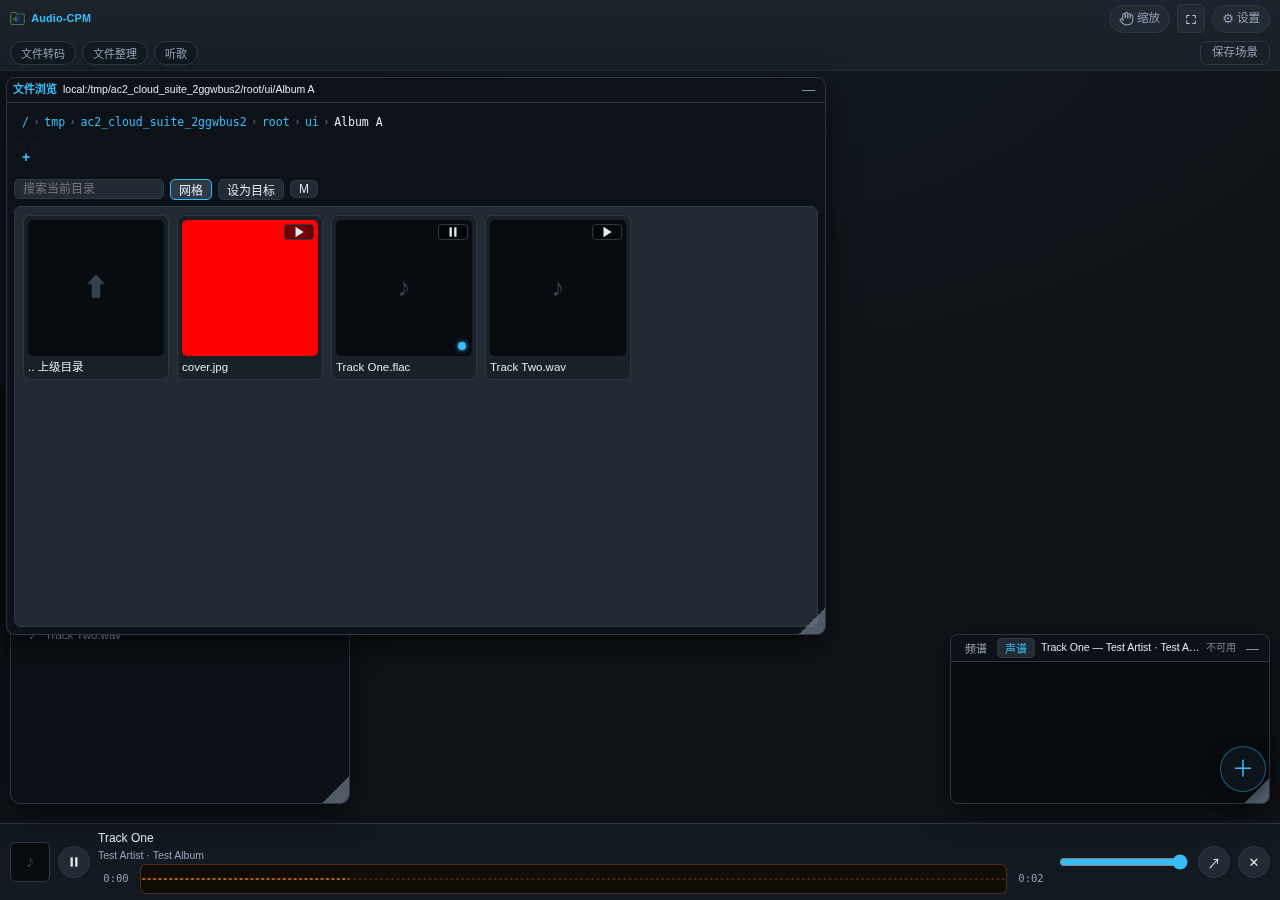 Audio-CPM
缩放
设置
文件转码
文件整理
听歌
保存场景
文件浏览 local:/tmp/ac2_cloud_suite_2ggwbus2/root/ui/Album A
/ › tmp › ac2_cloud_suite_2ggwbus2 › root › ui › Album A
+
搜索当前目录
网格
设为目标
M
.. 上级目录
cover.jpg
Track One.flac
Track Two.wav
Track Two.wav
频谱
声谱
Track One — Test Artist · Test A…
不可用
Track One
Test Artist · Test Album
0:00
0:02